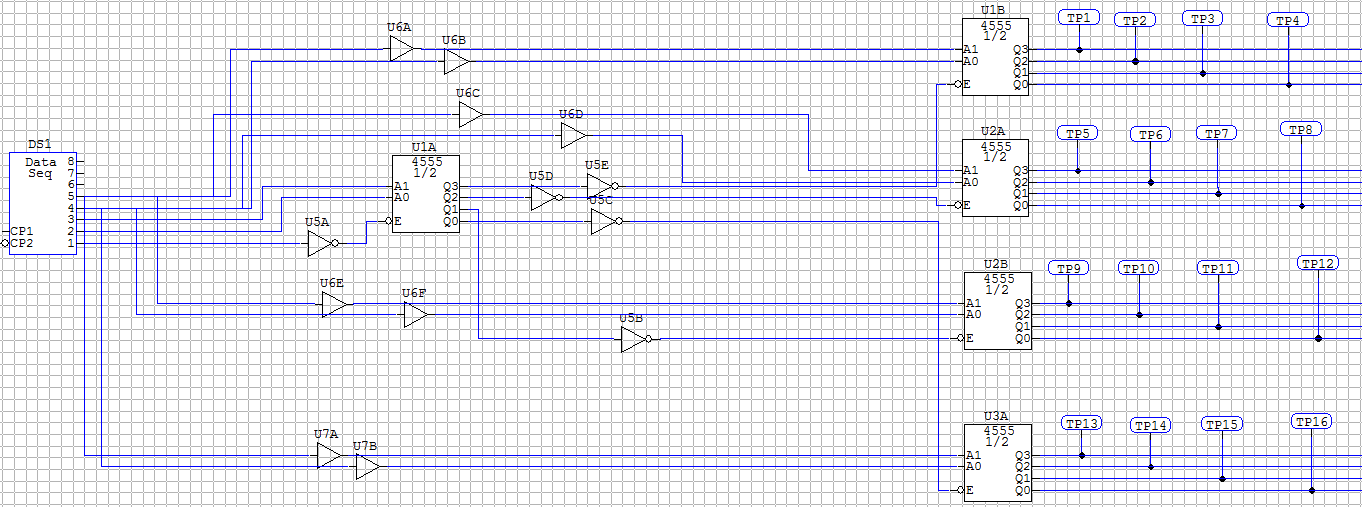 U1B
4555
1/2
A1
A0
E
Q3
Q2
Q1
Q0
TP1
TP2
TP3
TP4
U6A
U6B
U6C
U6D
U2A
4555
1/2
A1
A0
E
Q3
Q2
Q1
Q0
TP5
TP6
TP7
TP8
DS1
Data
Seq
8
7
6
5
4
3
2
1
CP1
CP2
U1A
4555
1/2
A1
A0
E
Q3
Q2
Q1
Q0
U5A
U5D
U5E
U5C
U6E
U6F
U5B
U2B
4555
1/2
A1
A0
E
Q3
Q2
Q1
Q0
TP9
TP10
TP11
TP12
U7A
U7B
U3A
4555
1/2
A1
A0
E
Q3
Q2
Q1
Q0
TP13
TP14
TP15
TP16